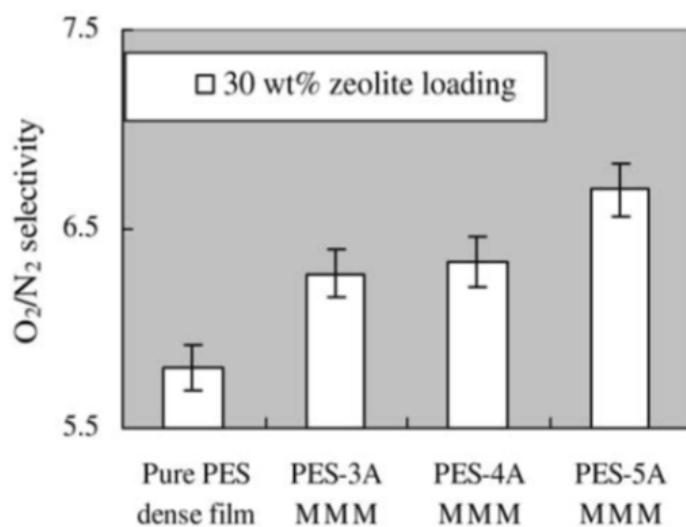 7.5
□ 30 wt% zeolite loading
O₂/N₂ selectivity
6.5
5.5
Pure PES PES-3A PES-4A PES-5A
dense film MMM MMM MMM